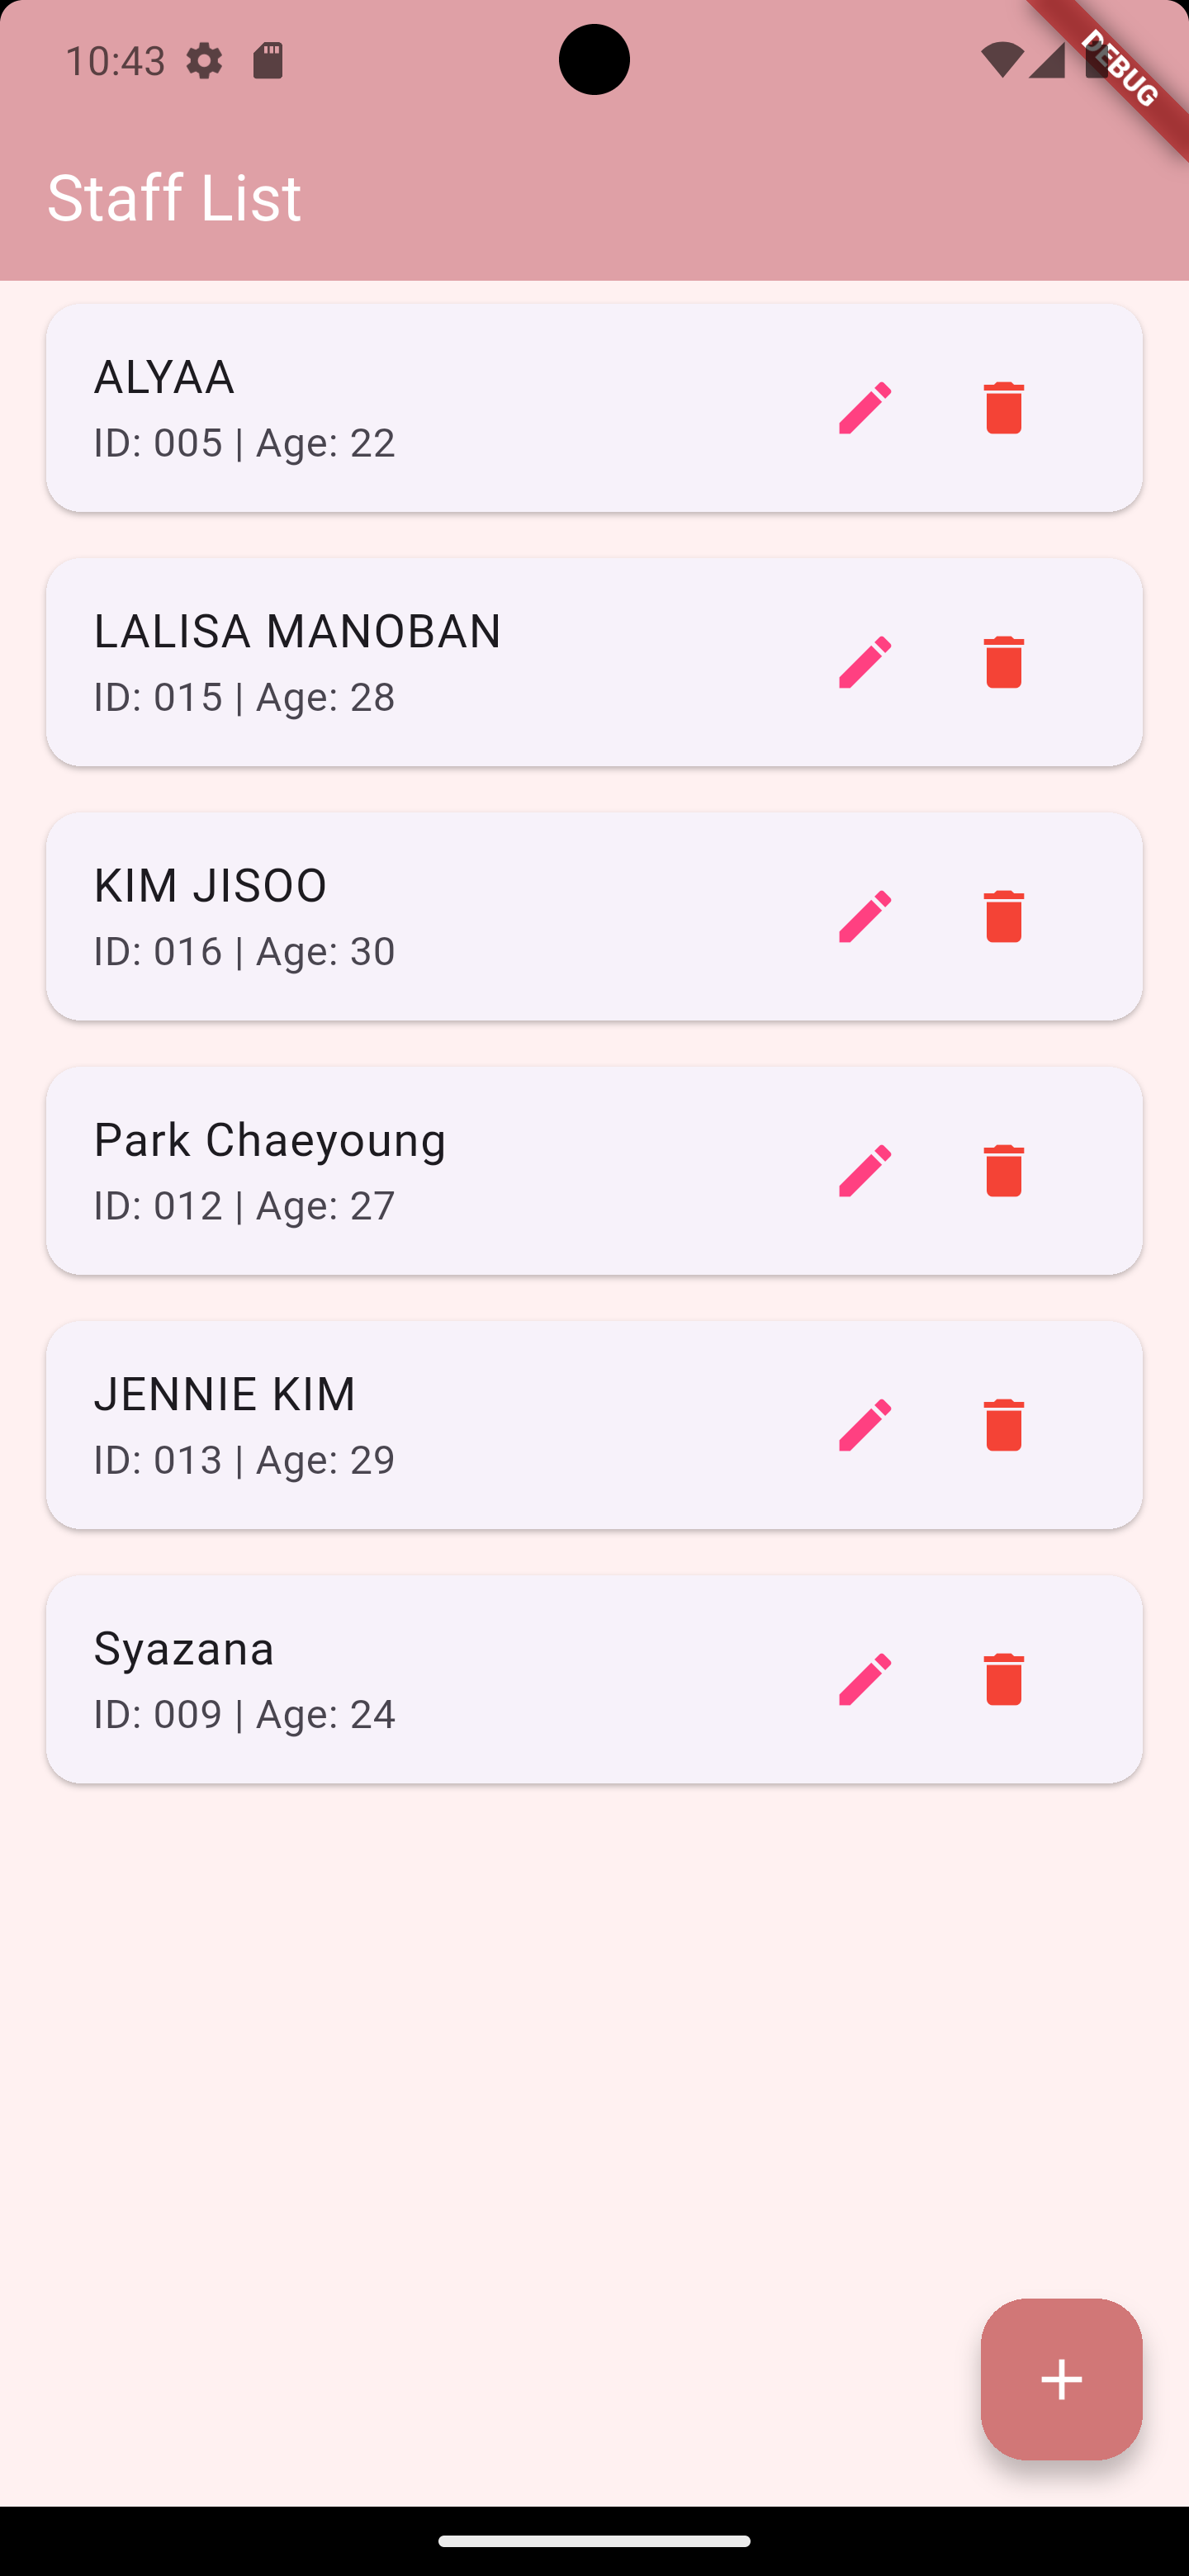 10:43
DEBUG
Staff List
ALYAA
ID: 005 | Age: 22
LALISA MANOBAN
ID: 015 | Age: 28
KIM JISOO
ID: 016 | Age: 30
Park Chaeyoung
ID: 012 | Age: 27
JENNIE KIM
ID: 013 | Age: 29
Syazana
ID: 009 | Age: 24